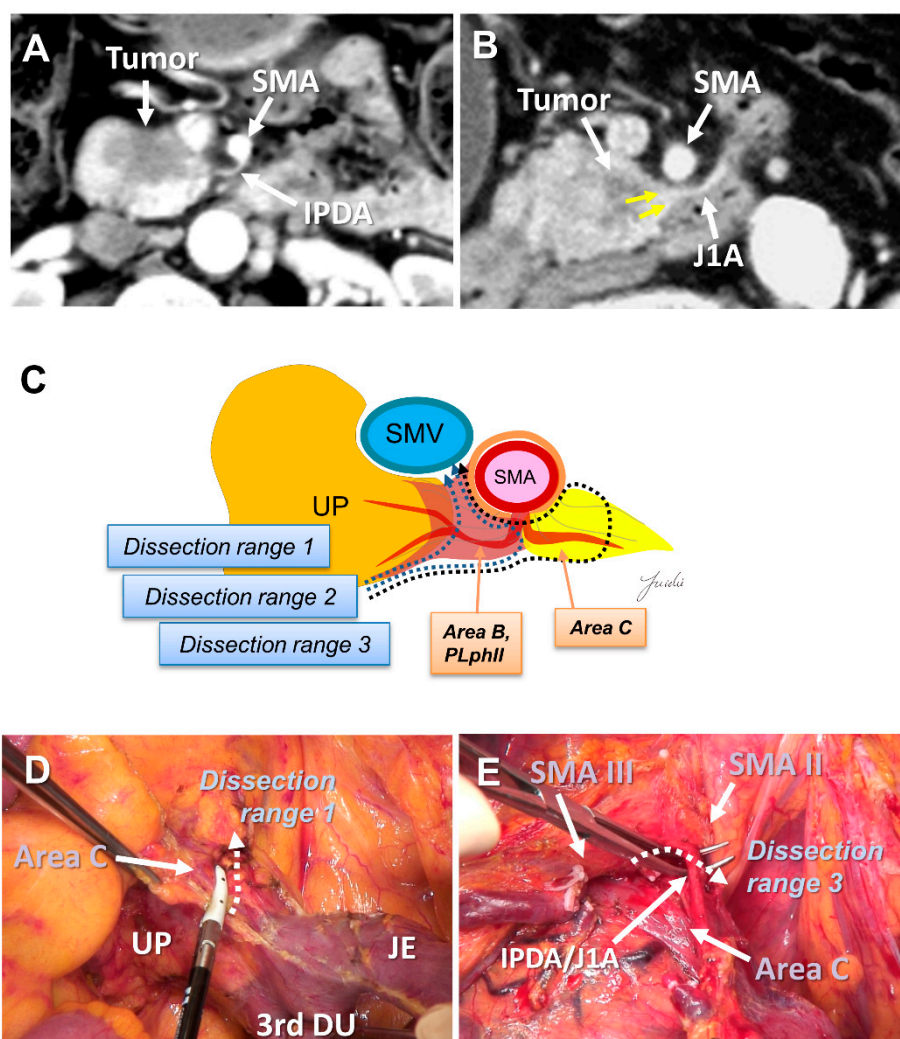 A
Tumor
SMA
IPDA
B
Tumor
SMA
J1A
C
SMV
SMA
UP
Dissection range 1
Dissection range 2
Dissection range 3
Area B,
PLphII
Area C
D
Dissection
range 1
Area C
UP
JE
3rd DU
E
SMA III
SMA II
Dissection
range 3
IPDA/J1A
Area C